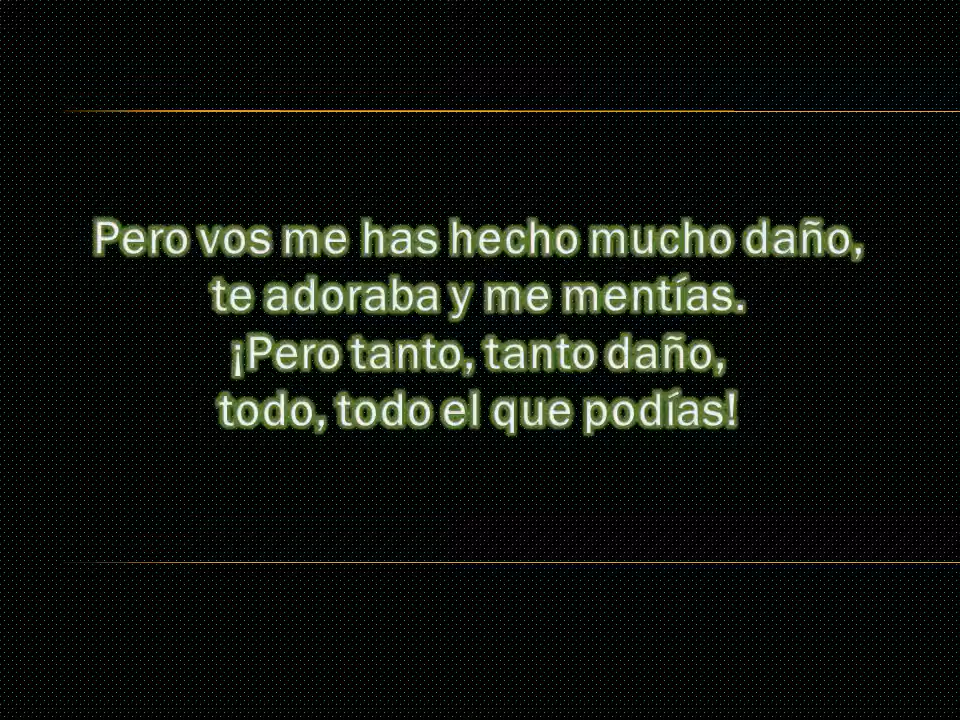 Pero vos me has hecho mucho daño,
te adoraba y me mentías.
¡Pero tanto, tanto daño,
todo, todo el que podías!